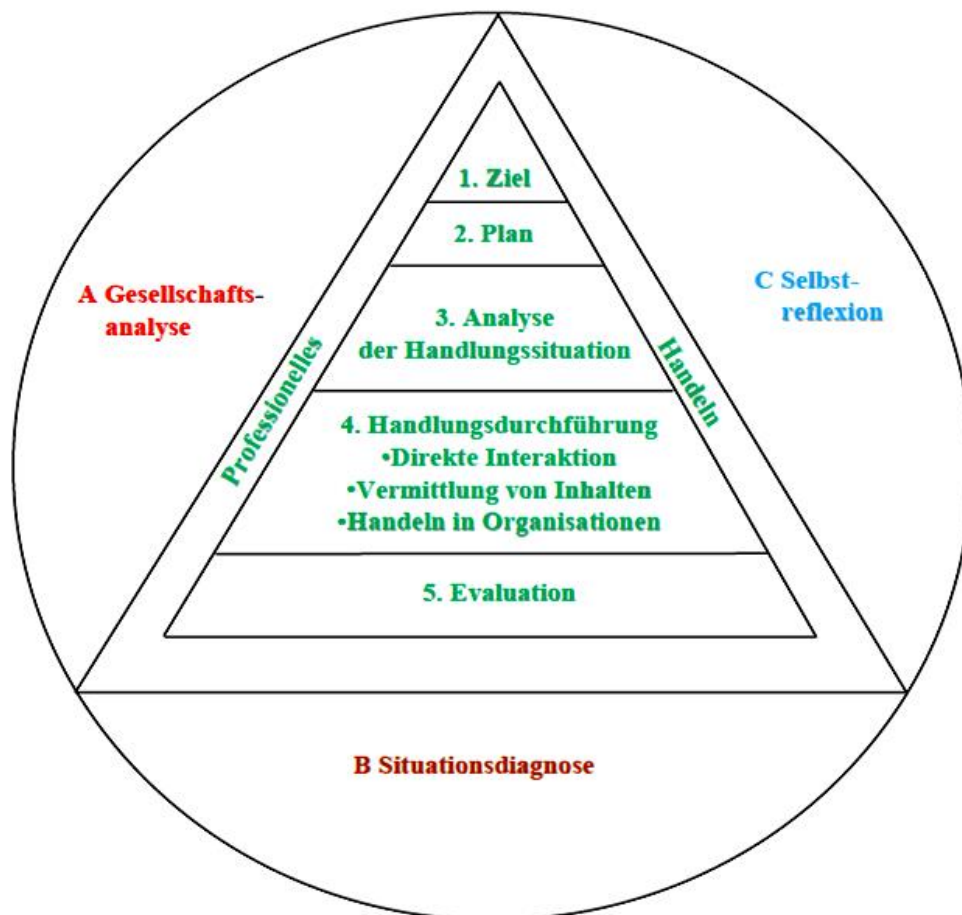 1. Ziel
2. Plan
A Gesellschafts-
analyse
C Selbst-
reflexion
3. Analyse
der Handlungssituation
Professionelles
Handeln
4. Handlungsdurchführung
•Direkte Interaktion
•Vermittlung von Inhalten
•Handeln in Organisationen
5. Evaluation
B Situationsdiagnose